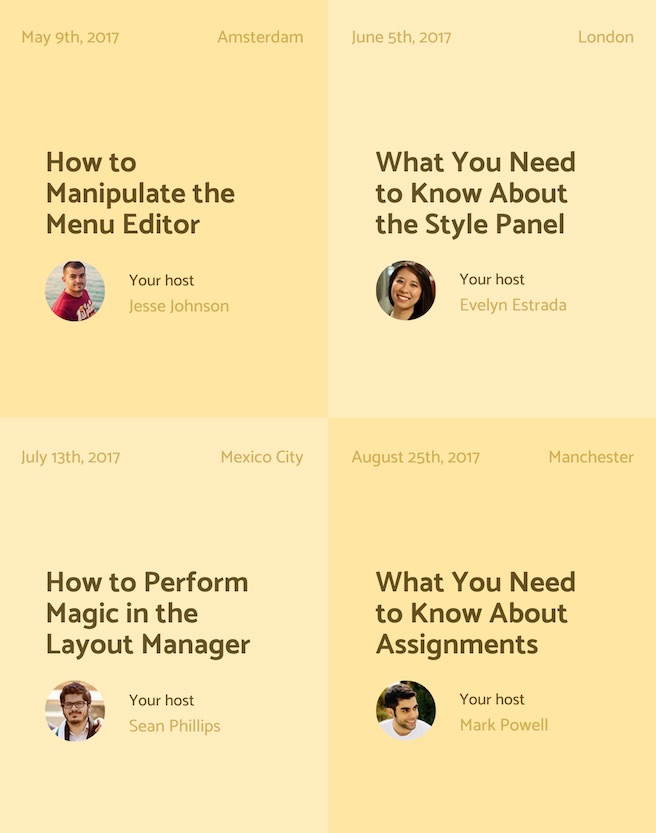 May 9th, 2017
Amsterdam
How to
Manipulate the
Menu Editor
Your host
Jesse Johnson
June 5th, 2017
London
What You Need
to Know About
the Style Panel
Your host
Evelyn Estrada
July 13th, 2017
Mexico City
How to Perform
Magic in the
Layout Manager
Your host
Sean Phillips
August 25th, 2017
Manchester
What You Need
to Know About
Assignments
Your host
Mark Powell